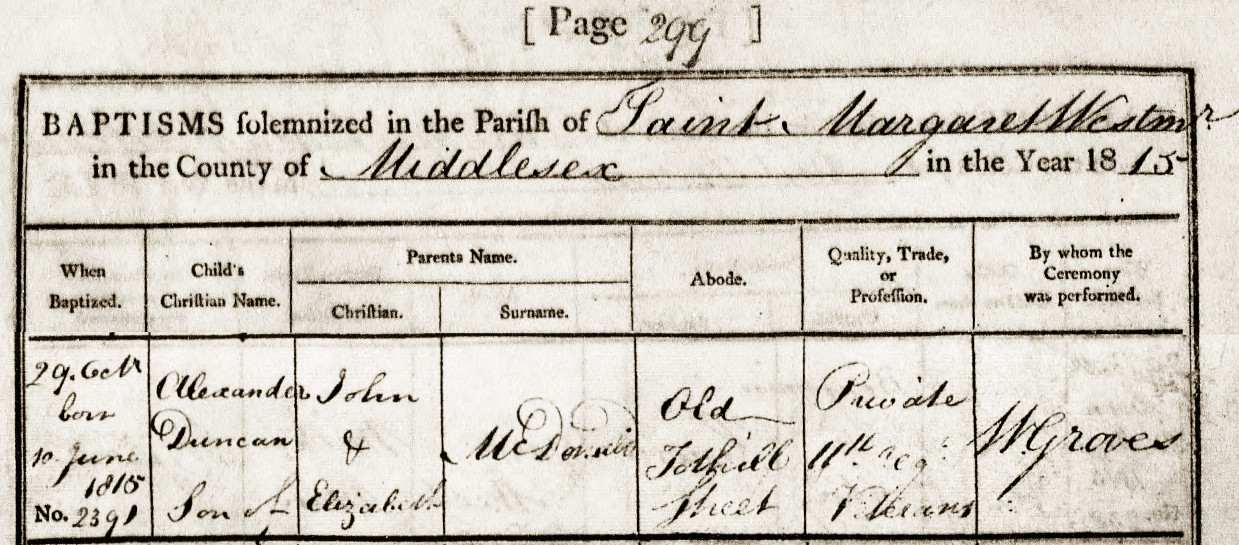 [ Page 299 ]
BAPTISMS solemnized in the Parish of Saint Margaret Westmr.
in the County of Middlesex in the Year 1815
When Baptized.
Child's Christian Name.
Parents Name.
Christian.
Surname.
Abode.
Quality, Trade, or Profession.
By whom the Ceremony was performed.
29. Octr
born
10 June
1815
No. 2391
Alexander
Duncan
Son of
John
&
Elizabeth
Old
Tothill
Street
Private
11th Regt
Veterans
W Groves